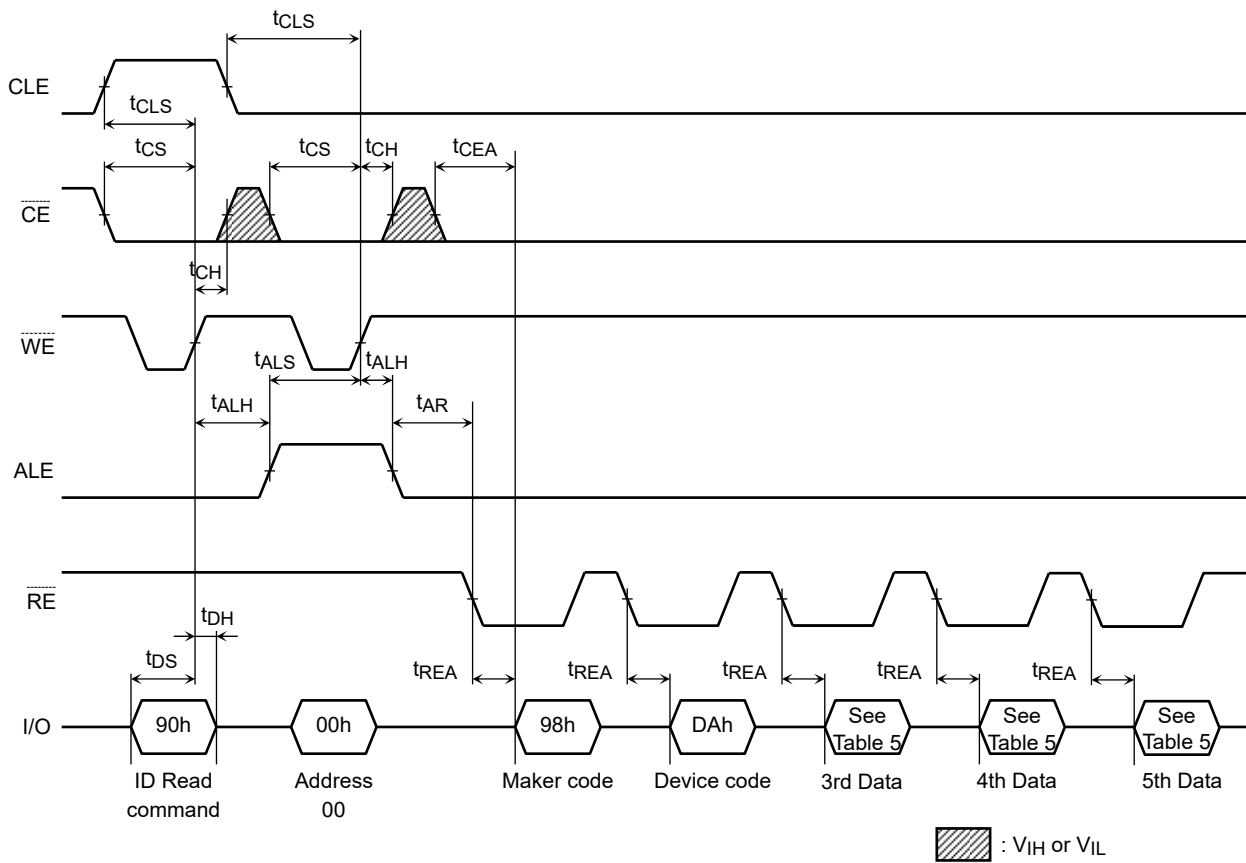 tCLS
CLE
tCLS
tCS
tCS
tCH
tCEA
CE
tCH
WE
tALS
tALH
tALH
tAR
ALE
RE
tDH
tDS
tREA
tREA
tREA
tREA
tREA
I/O
90h
00h
98h
DAh
See
Table 5
See
Table 5
See
Table 5
ID Read
command
Address
00
Maker code
Device code
3rd Data
4th Data
5th Data
: VIH or VIL